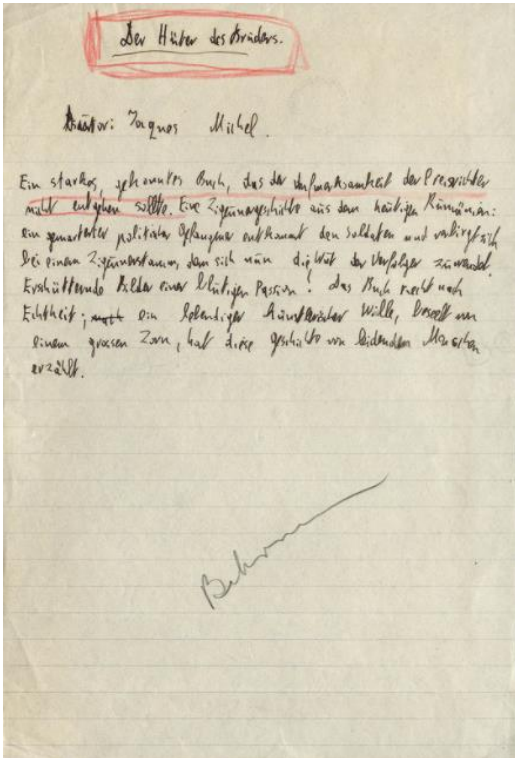 Der Hüter des Bruders.
Autor: Jaques Michel.
Ein starkes, gekonntes Buch, das der Aufmerksamkeit der Preisrichter
nicht entgehen sollte. Eine Zigeunergeschichte aus dem heutigen Rumänien:
ein gemarterter politischer Gefangner entkommt den Soldaten und verbirgt sich
bei einem Zigeunerstamm, dem sich nun die Wut der Verfolger zuwendet.
Erschütternde Bilder einer blutigen Passion! Das Buch riecht nach
Echtheit; ein lebendiger künstlerischer Wille, beseelt von
einem grossen Zorn, hat diese Geschichte von leidenden Menschen
erzählt.